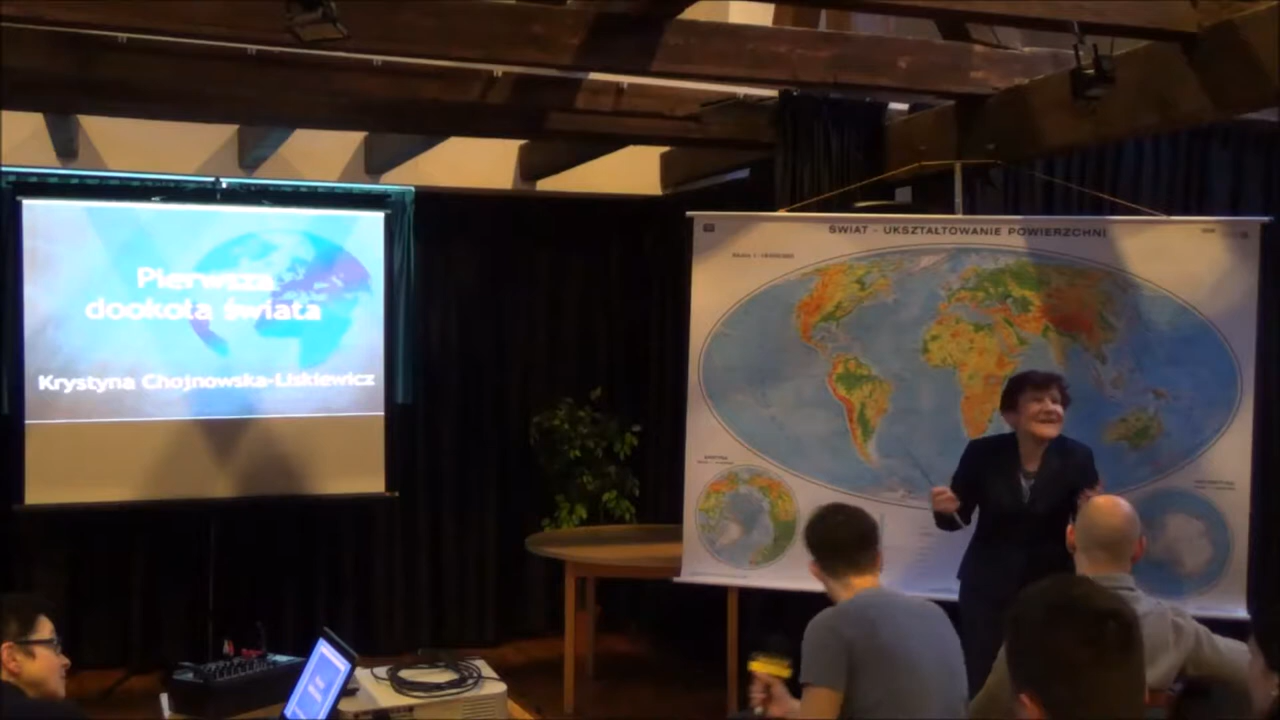 Pierwsza
dookoła świata
Krystyna Chojnowska-Liskiewicz
ŚWIAT - UKSZTAŁTOWANIE POWIERZCHNI